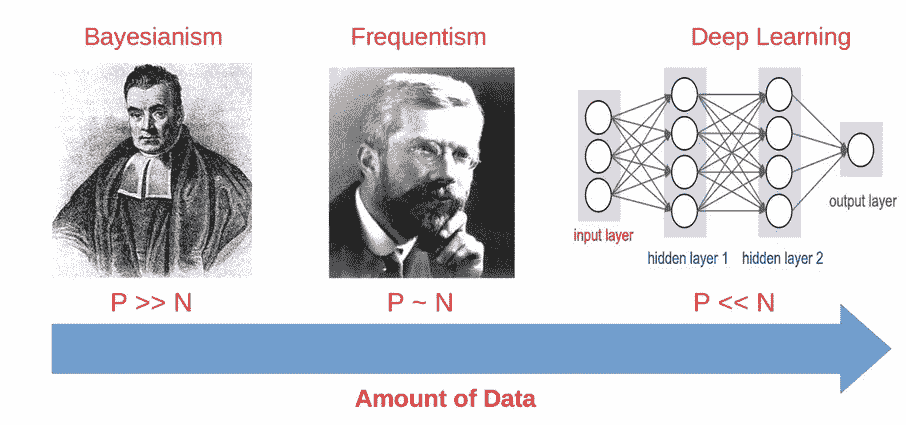 Bayesianism
Frequentism
Deep Learning
input layer
hidden layer 1
hidden layer 2
output layer
P >> N
P ~ N
P << N
Amount of Data